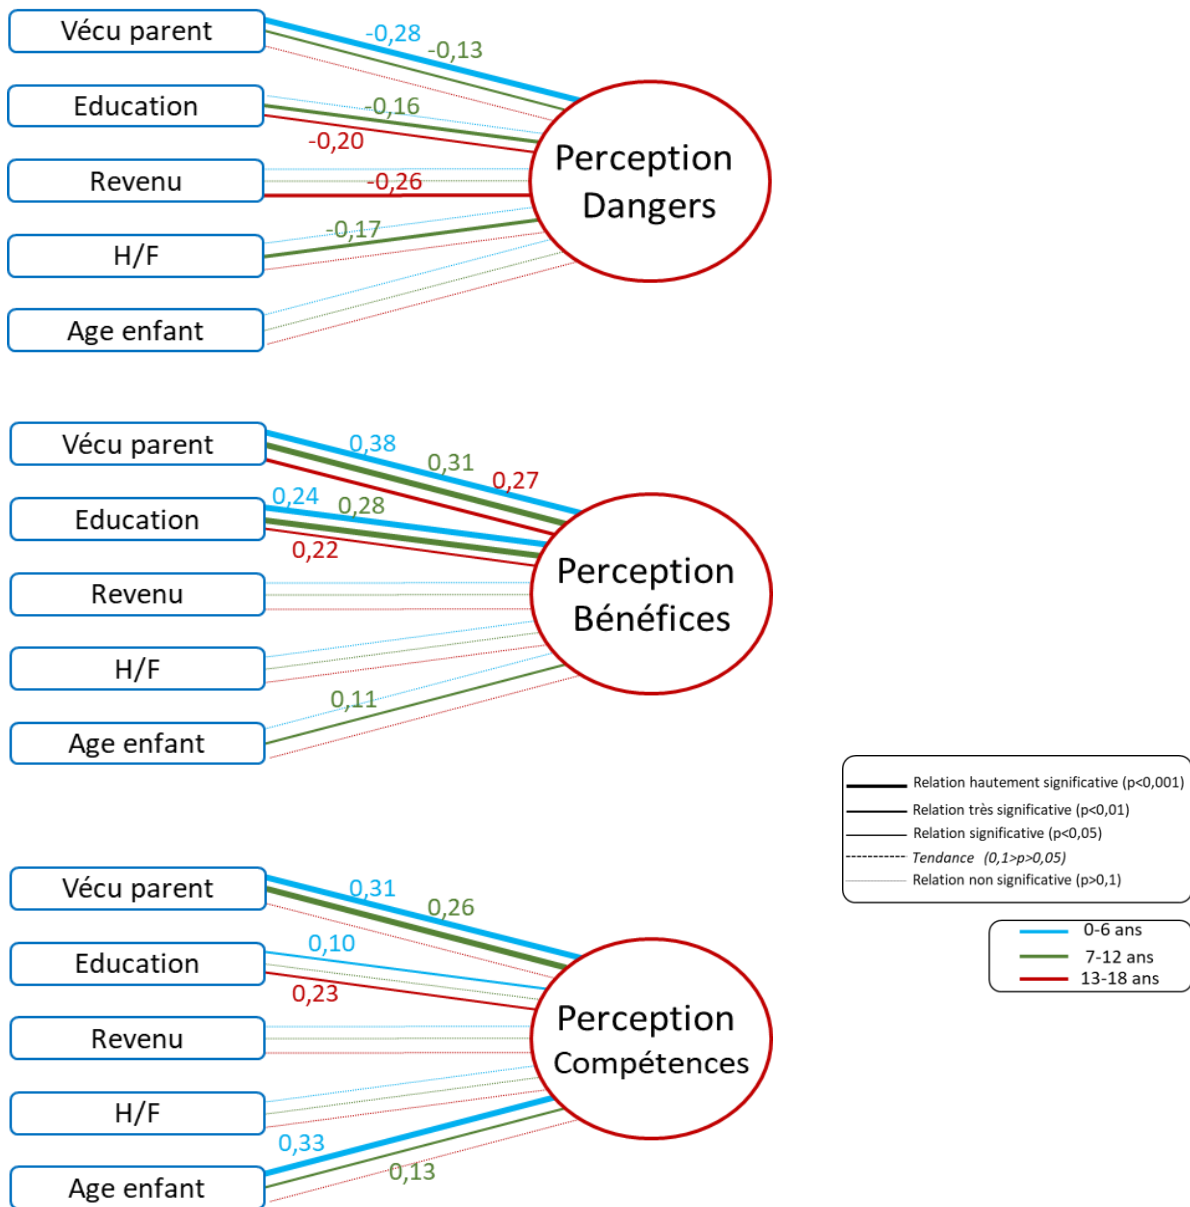 Vécu parent
-0,28
-0,13
Education
-0,16
-0,20
Revenu
-0,26
H/F
-0,17
Age enfant
Perception
Dangers
Vécu parent
0,38
0,31
0,27
Education
0,24
0,28
0,22
Revenu
H/F
Age enfant
0,11
Perception
Bénéfices
Vécu parent
0,31
0,26
Education
0,10
0,23
Revenu
H/F
Age enfant
0,33
0,13
Perception
Compétences
Relation hautement significative (p<0,001)
Relation très significative (p<0,01)
Relation significative (p<0,05)
Tendance (0,1>p>0,05)
Relation non significative (p>0,1)
0-6 ans
7-12 ans
13-18 ans